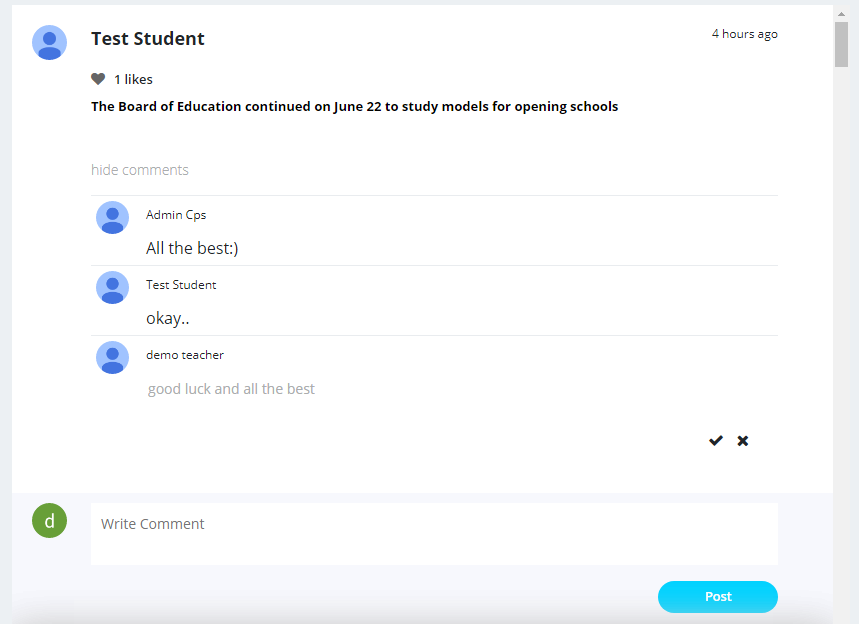 Test Student
4 hours ago
1 likes
The Board of Education continued on June 22 to study models for opening schools
hide comments
Admin Cps
All the best:)
Test Student
okay..
demo teacher
good luck and all the best
d
Write Comment
Post